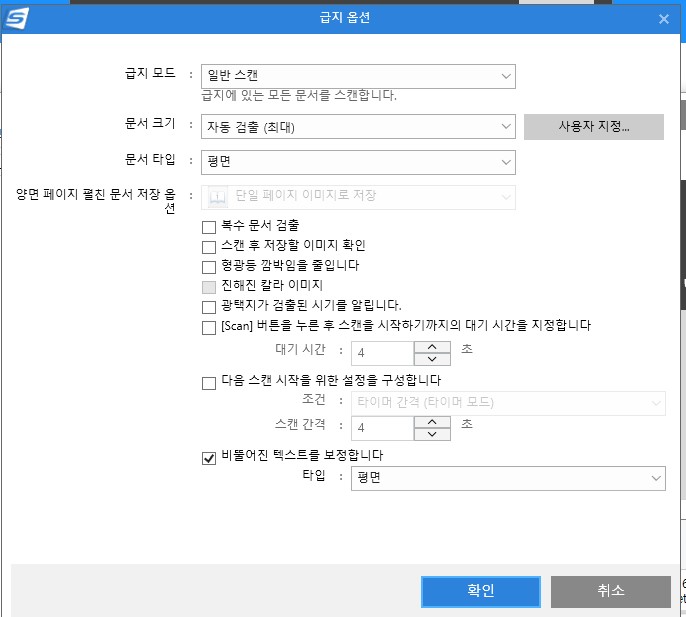 급지 옵션
급지 모드 : 일반 스캔
급지에 있는 모든 문서를 스캔합니다.
문서 크기 : 자동 검출 (최대) 사용자 지정...
문서 타입 : 평면
양면 페이지 펼친 문서 저장 옵
션 : 단일 페이지 이미지로 저장
복수 문서 검출
스캔 후 저장할 이미지 확인
형광등 깜박임을 줄입니다
진해진 칼라 이미지
광택지가 검출된 시기를 알립니다.
[Scan] 버튼을 누른 후 스캔을 시작하기까지의 대기 시간을 지정합니다
대기 시간 : 4 초
다음 스캔 시작을 위한 설정을 구성합니다
조건 : 타이머 간격 (타이머 모드)
스캔 간격 : 4 초
비뚤어진 텍스트를 보정합니다
타입 : 평면
확인 취소